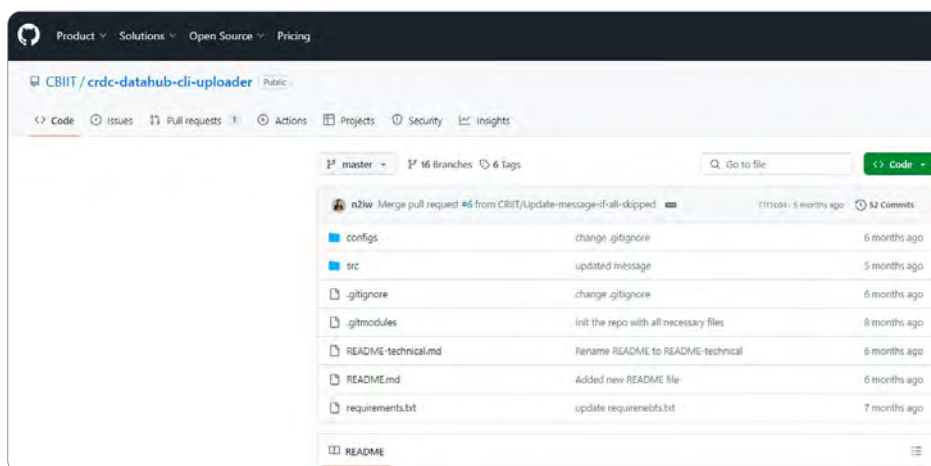 Product Solutions Open Source Pricing
CBIIT / crdc-datahub-cli-uploader Public
Code Issues Pull requests 1 Actions Projects Security Insights
master 16 Branches 6 Tags Go to file Code
n2iw Merge pull request #6 from CBIIT/Update-message-if-all-skipped 5 months ago 52 Commits
configs change .gitignore 6 months ago
src updated message 5 months ago
.gitignore change .gitignore 6 months ago
.gitmodules Init the repo with all necessary files 8 months ago
README-technical.md Rename README to README-technical 6 months ago
README.md Added new README file 6 months ago
requirements.txt update requirenebts.txt 7 months ago
README